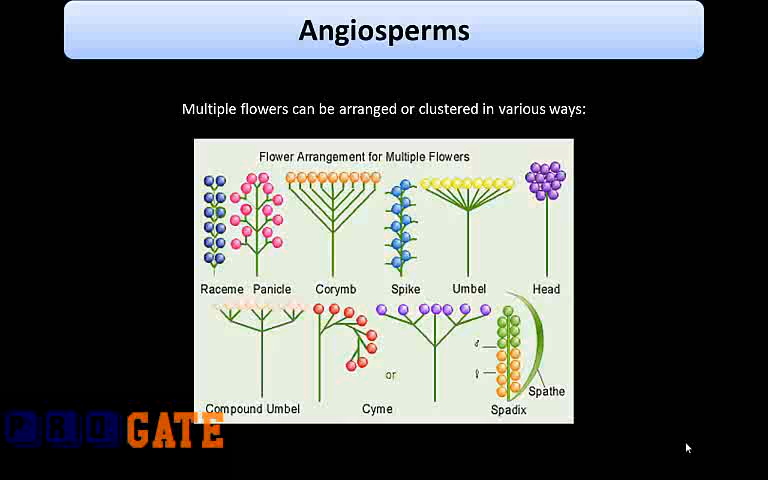 Angiosperms
Multiple flowers can be arranged or clustered in various ways:
Flower Arrangement for Multiple Flowers
Raceme Panicle Corymb Spike Umbel Head
♂
or
♀
Spathe
Compound Umbel Cyme Spadix
PRO GATE